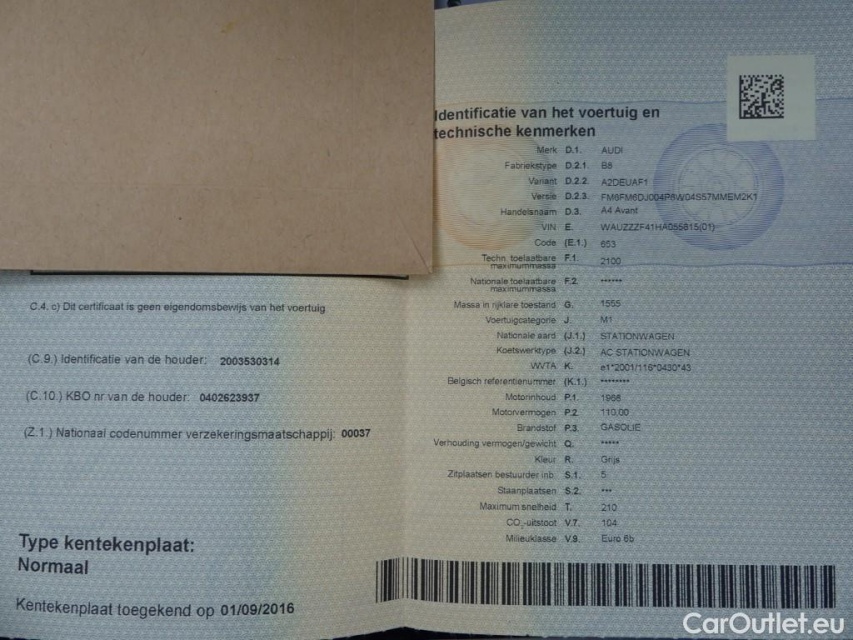 C.4. c) Dit certificaat is geen eigendomsbewijs van het voertuig
(C.9.) Identificatie van de houder: 2003530314
(C.10.) KBO nr van de houder: 0402623937
(Z.1.) Nationaal codenummer verzekeringsmaatschappij: 00037
Type kentekenplaat:
Normaal
Kentekenplaat toegekend op 01/09/2016
Identificatie van het voertuig en
technische kenmerken
Merk D.1. AUDI
Fabriekstype D.2.1. B8
Variant D.2.2. A2DEUAF1
Versie D.2.3. FM6FM6DJ004P8W04S57MMEM2K1
Handelsnaam D.3. A4 Avant
VIN E. WAUZZZF41HA055815(01)
Code (E.1.) 653
Techn. toelaatbare F.1. 2100
maximummassa
Nationale toelaatbare F.2. ******
maximummassa
Massa in rijklare toestand G. 1555
Voertuigcategorie J. M1
Nationale aard (J.1.) STATIONWAGEN
Koetswerktype (J.2.) AC STATIONWAGEN
WVTA K. e1*2001/116*0430*43
Belgisch referentienummer (K.1.) ********
Motorinhoud P.1. 1968
Motorvermogen P.2. 110.00
Brandstof P.3. GASOLIE
Verhouding vermogen/gewicht Q. *****
Kleur R. Grijs
Zitplaatsen bestuurder inb. S.1. 5
Staanplaatsen S.2. ***
Maximum snelheid T. 210
CO2-uitstoot V.7. 104
Milieuklasse V.9. Euro 6b
CarOutlet.eu